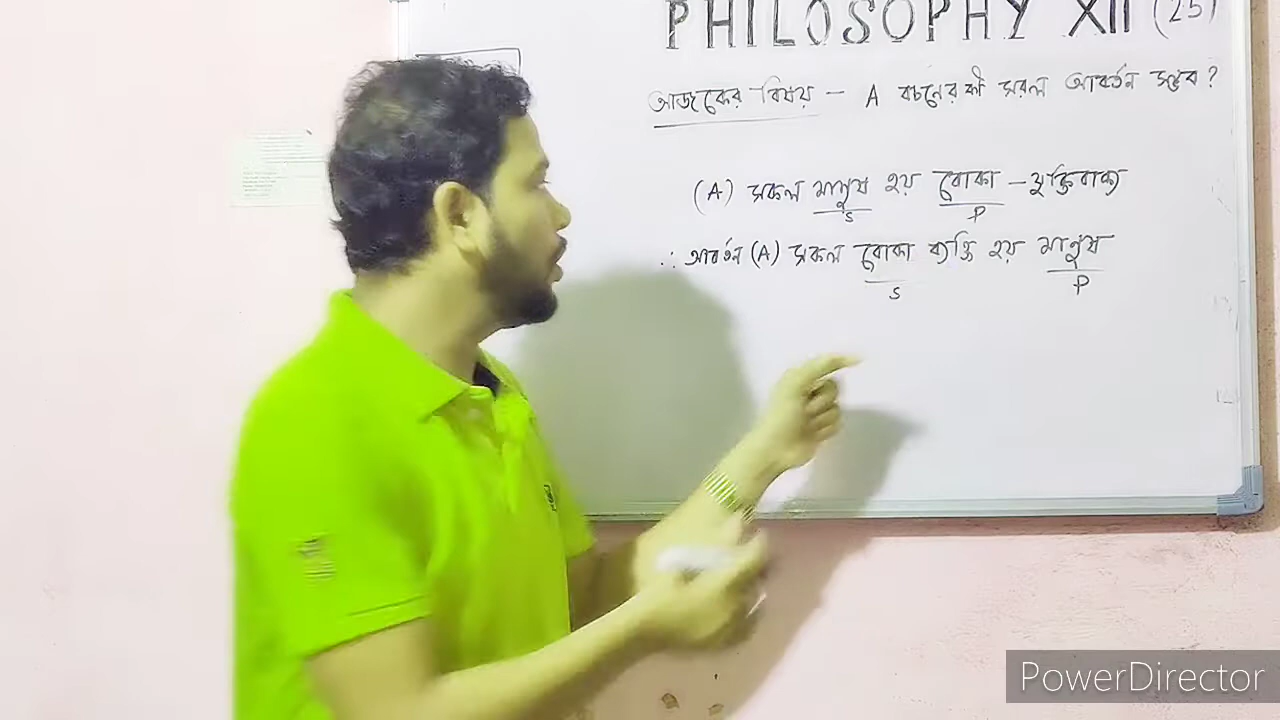 PHILOSOPHY XII (25)
আজকের বিষয় - A বচনের কী সরল আবর্তন সম্ভব ?
(A) সকল মানুষ হয় বোকা - যুক্তিবাক্য
S P
∴ আবর্তন (A) সকল বোকা ব্যক্তি হয় মানুষ
S P
PowerDirector